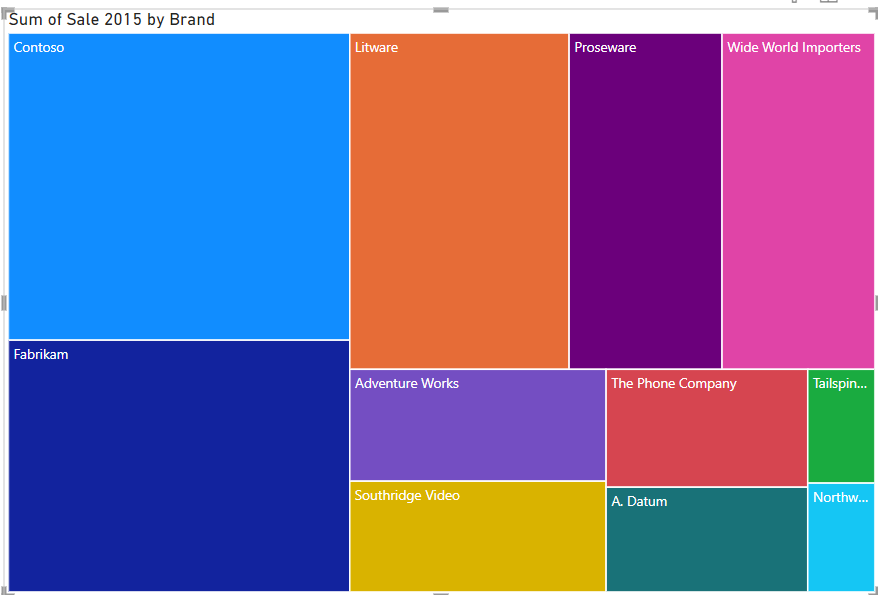 Sum of Sale 2015 by Brand
Contoso
Litware
Proseware
Wide World Importers
Fabrikam
Adventure Works
The Phone Company
Tailspin...
Southridge Video
A. Datum
Northw...